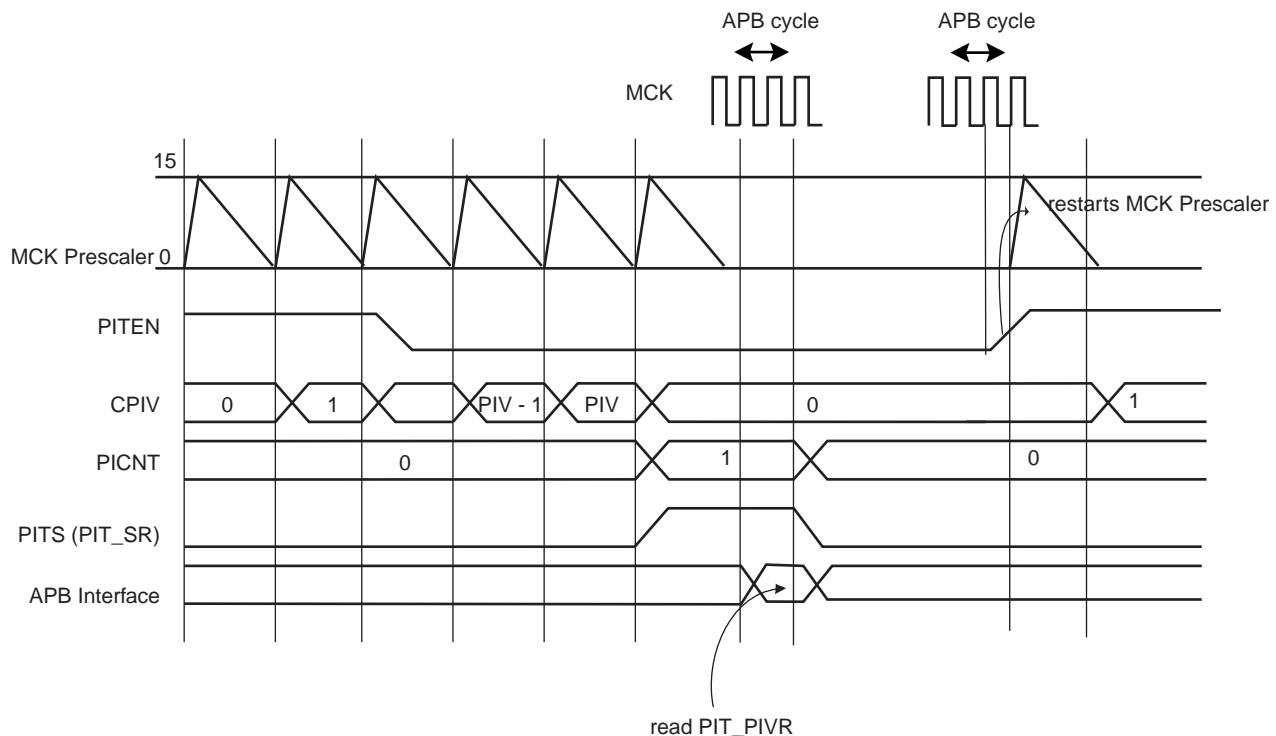 APB cycle
APB cycle
MCK
15
restarts MCK Prescaler
MCK Prescaler 0
PITEN
CPIV
0
1
PIV - 1
PIV
0
1
PICNT
0
1
0
PITS (PIT_SR)
APB Interface
read PIT_PIVR